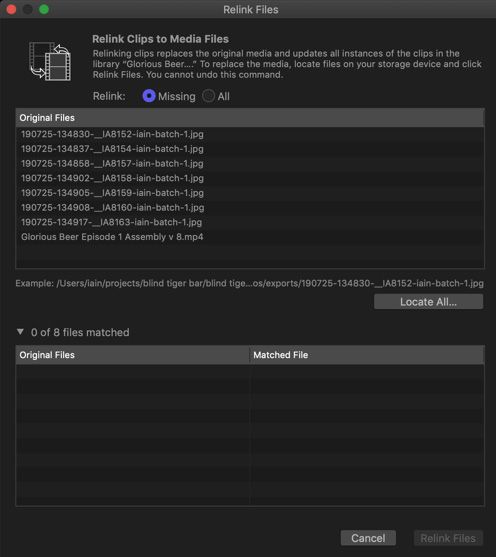 Relink Files
Relink Clips to Media Files
Relinking clips replaces the original media and updates all instances of the clips in the
library “Glorious Beer....” To replace the media, locate files on your storage device and click
Relink Files. You cannot undo this command.
Relink: Missing All
Original Files
190725-134830-__IA8152-iain-batch-1.jpg
190725-134837-__IA8154-iain-batch-1.jpg
190725-134858-__IA8157-iain-batch-1.jpg
190725-134902-__IA8158-iain-batch-1.jpg
190725-134905-__IA8159-iain-batch-1.jpg
190725-134908-__IA8160-iain-batch-1.jpg
190725-134917-__IA8163-iain-batch-1.jpg
Glorious Beer Episode 1 Assembly v 8.mp4
Example: /Users/iain/projects/blind tiger bar/blind tige...os/exports/190725-134830-__IA8152-iain-batch-1.jpg
Locate All...
0 of 8 files matched
Original Files Matched File
Cancel Relink Files